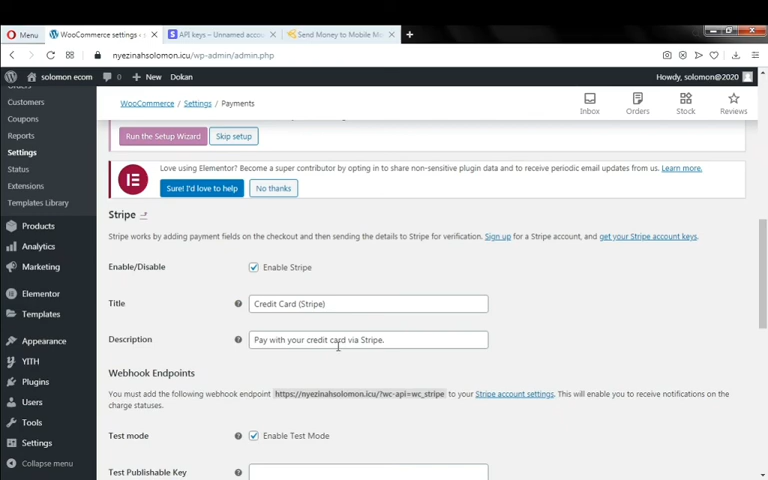 Menu
WooCommerce settings
API keys – Unnamed accou
Send Money to Mobile M
nyezinahsolomon.icu/wp-admin/admin.php
solomon ecom
0
New
Dokan
Howdy, solomon@2020
Orders
Customers
Coupons
Reports
Settings
Status
Extensions
Templates Library
Products
Analytics
Marketing
Elementor
Templates
Appearance
YITH
Plugins
Users
Tools
Settings
Collapse menu
WooCommerce / Settings / Payments
Inbox
Orders
Stock
Reviews
Run the Setup Wizard
Skip setup
Love using Elementor? Become a super contributor by opting in to share non-sensitive plugin data and to receive periodic email updates from us. Learn more.
Sure! I'd love to help
No thanks
Stripe
Stripe works by adding payment fields on the checkout and then sending the details to Stripe for verification. Sign up for a Stripe account, and get your Stripe account keys.
Enable/Disable
Enable Stripe
Title
Credit Card (Stripe)
Description
Pay with your credit card via Stripe.
Webhook Endpoints
You must add the following webhook endpoint https://nyezinahsolomon.icu/?wc-api=wc_stripe to your Stripe account settings. This will enable you to receive notifications on the
charge statuses.
Test mode
Enable Test Mode
Test Publishable Key